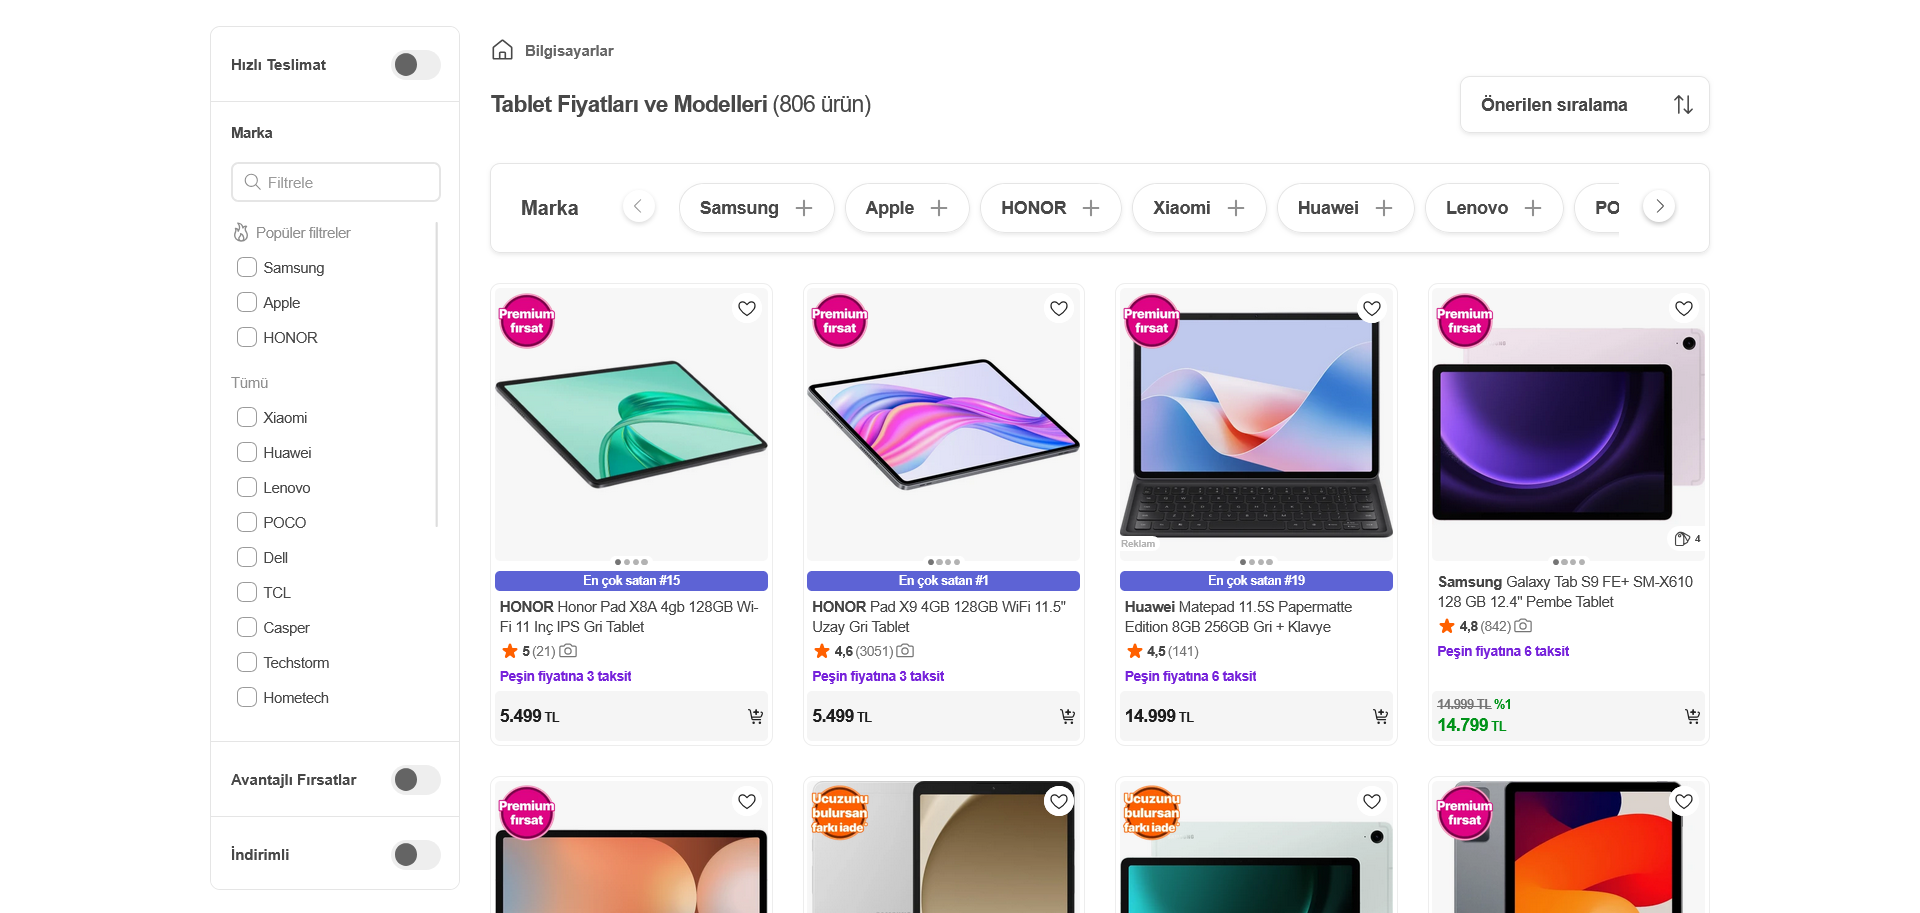 Hızlı Teslimat
Marka
Filtrele
Popüler filtreler
Samsung
Apple
HONOR
Tümü
Xiaomi
Huawei
Lenovo
POCO
Dell
TCL
Casper
Techstorm
Hometech
Avantajlı Fırsatlar
İndirimli
Bilgisayarlar
Tablet Fiyatları ve Modelleri (806 ürün)
Önerilen sıralama
Marka
Samsung
Apple
HONOR
Xiaomi
Huawei
Lenovo
PO
Premium
fırsat
En çok satan #15
HONOR Honor Pad X8A 4gb 128GB Wi-
Fi 11 Inç IPS Gri Tablet
5 (21)
Peşin fiyatına 3 taksit
5.499 TL
Premium
fırsat
En çok satan #1
HONOR Pad X9 4GB 128GB WiFi 11.5"
Uzay Gri Tablet
4,6 (3051)
Peşin fiyatına 3 taksit
5.499 TL
Premium
fırsat
Reklam
En çok satan #19
Huawei Matepad 11.5S Papermatte
Edition 8GB 256GB Gri + Klavye
4,5 (141)
Peşin fiyatına 6 taksit
14.999 TL
Premium
fırsat
4
Samsung Galaxy Tab S9 FE+ SM-X610
128 GB 12.4" Pembe Tablet
4,8 (842)
Peşin fiyatına 6 taksit
14.999 TL %1
14.799 TL
Premium
fırsat
Ucuzunu
bulursan
farkı iade
Ucuzunu
bulursan
farkı iade
Premium
fırsat